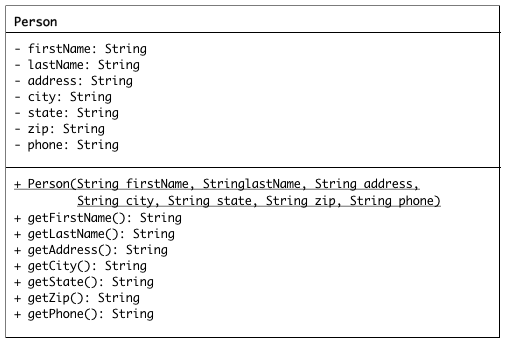 Person
- firstName: String
- lastName: String
- address: String
- city: String
- state: String
- zip: String
- phone: String
+ Person(String firstName, StringlastName, String address,
String city, String state, String zip, String phone)
+ getFirstName(): String
+ getLastName(): String
+ getAddress(): String
+ getCity(): String
+ getState(): String
+ getZip(): String
+ getPhone(): String